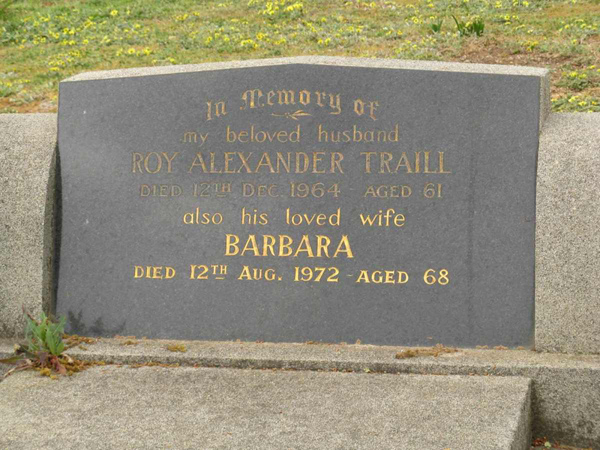 In Memory of
my beloved husband
ROY ALEXANDER TRAILL
DIED 12TH DEC. 1964 - AGED 61
also his loved wife
BARBARA
DIED 12TH AUG. 1972 - AGED 68